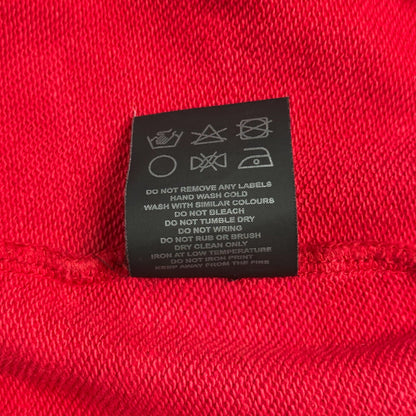 DO NOT REMOVE ANY LABELS
HAND WASH COLD
WASH WITH SIMILAR COLOURS
DO NOT BLEACH
DO NOT TUMBLE DRY
DO NOT WRING
DO NOT RUB OR BRUSH
DRY CLEAN ONLY
IRON AT LOW TEMPERATURE
DO NOT IRON PRINT
KEEP AWAY FROM THE FIRE